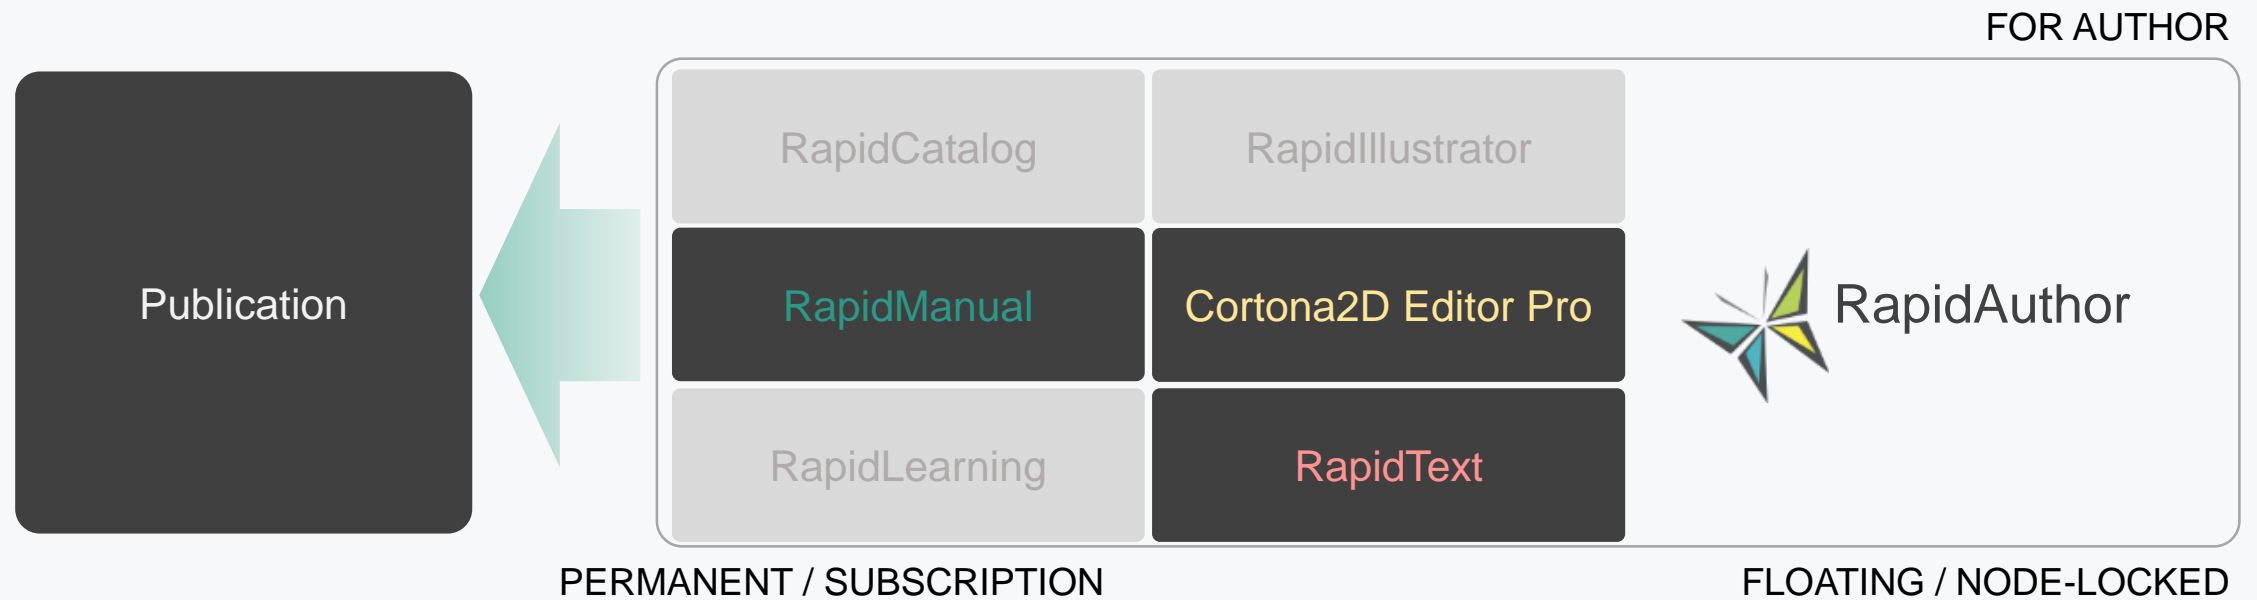 FOR AUTHOR
Publication
RapidCatalog
RapidIllustrator
RapidManual
Cortona2D Editor Pro
RapidLearning
RapidText
RapidAuthor
PERMANENT / SUBSCRIPTION
FLOATING / NODE-LOCKED